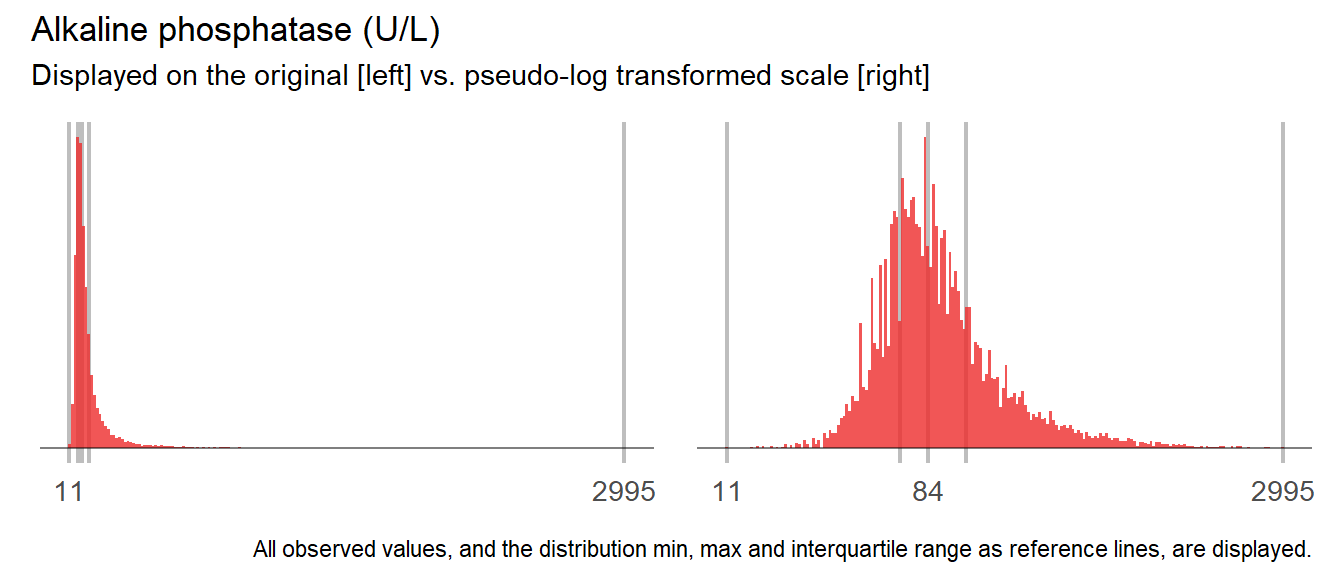 Alkaline phosphatase (U/L)
Displayed on the original [left] vs. pseudo-log transformed scale [right]
11 2995 11 84 2995
All observed values, and the distribution min, max and interquartile range as reference lines, are displayed.